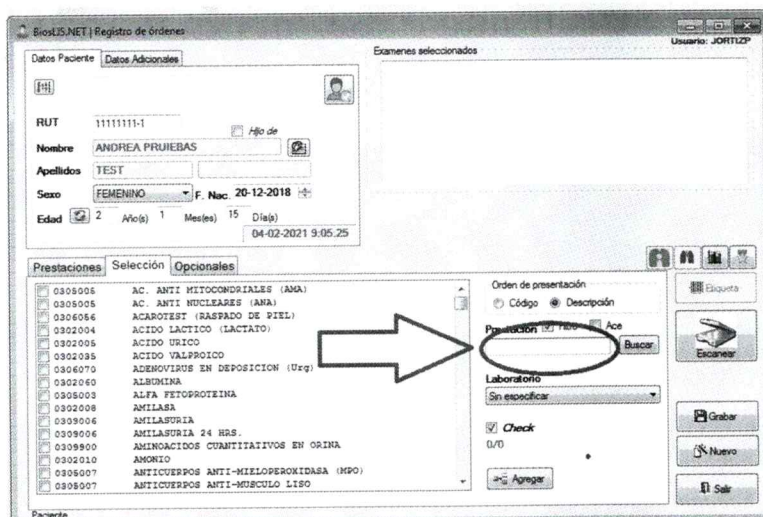 BiosLIS.NET | Registro de órdenes
Usuario: JORTIZP
Datos Paciente Datos Adicionales
Examenes seleccionados
RUT 11111111-1
Hijo de
Nombre ANDREA PRUIEBAS
Apellidos TEST
Sexo FEMENINO F. Nac. 20-12-2018
Edad 2 Año(s) 1 Mes(es) 15 Día(s)
04-02-2021 9:05.25
Prestaciones Selección Opcionales
0305005 AC. ANTI MITOCONDRIALES (AMA)
0305005 AC. ANTI NUCLEARES (ANA)
0306056 ACAROTEST (RASPADO DE PIEL)
0302004 ACIDO LACTICO (LACTATO)
0302005 ACIDO URICO
0302035 ACIDO VALPROICO
0306070 ADENOVIRUS EN DEPOSICION (Urg)
0302060 ALBUMINA
0305003 ALFA FETOPROTEINA
0302008 AMILASA
0309006 AMILASURIA
0309006 AMILASURIA 24 HRS.
0309900 AMINOACIDOS CUANTITATIVOS EN ORINA
0302010 AMONIO
0305007 ANTICUERPOS ANTI-MIELOPEROXIDASA (MPO)
0305007 ANTICUERPOS ANTI-MUSCULO LISO
Orden de presentación
Código Descripción
Prestación Filtro Ace
Buscar
Laboratorio
Sin especificar
Check
0/0
Agregar
Etiqueta
Escanear
Grabar
Nuevo
Salir
Paciente